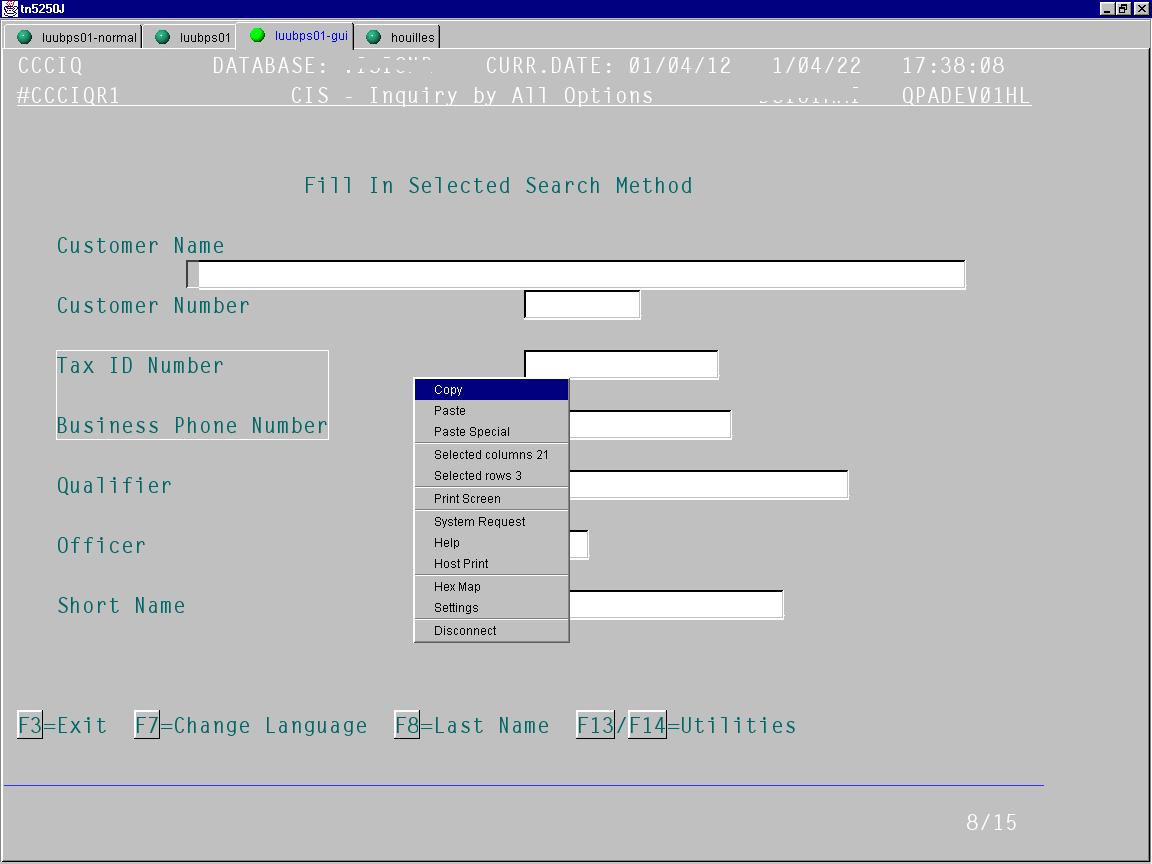 tn5250J
luubps01-normal luubps01 luubps01-gui houilles
CCCIQ DATABASE: CURR.DATE: 01/04/12 1/04/22 17:38:08
#CCCIQR1 CIS - Inquiry by All Options QPADEV01HL
Fill In Selected Search Method
Customer Name
Customer Number
Tax ID Number
Copy
Paste
Business Phone Number
Paste Special
Selected columns 21
Selected rows 3
Qualifier
Print Screen
System Request
Help
Officer
Host Print
Hex Map
Settings
Short Name
Disconnect
F3=Exit F7=Change Language F8=Last Name F13/F14=Utilities
8/15